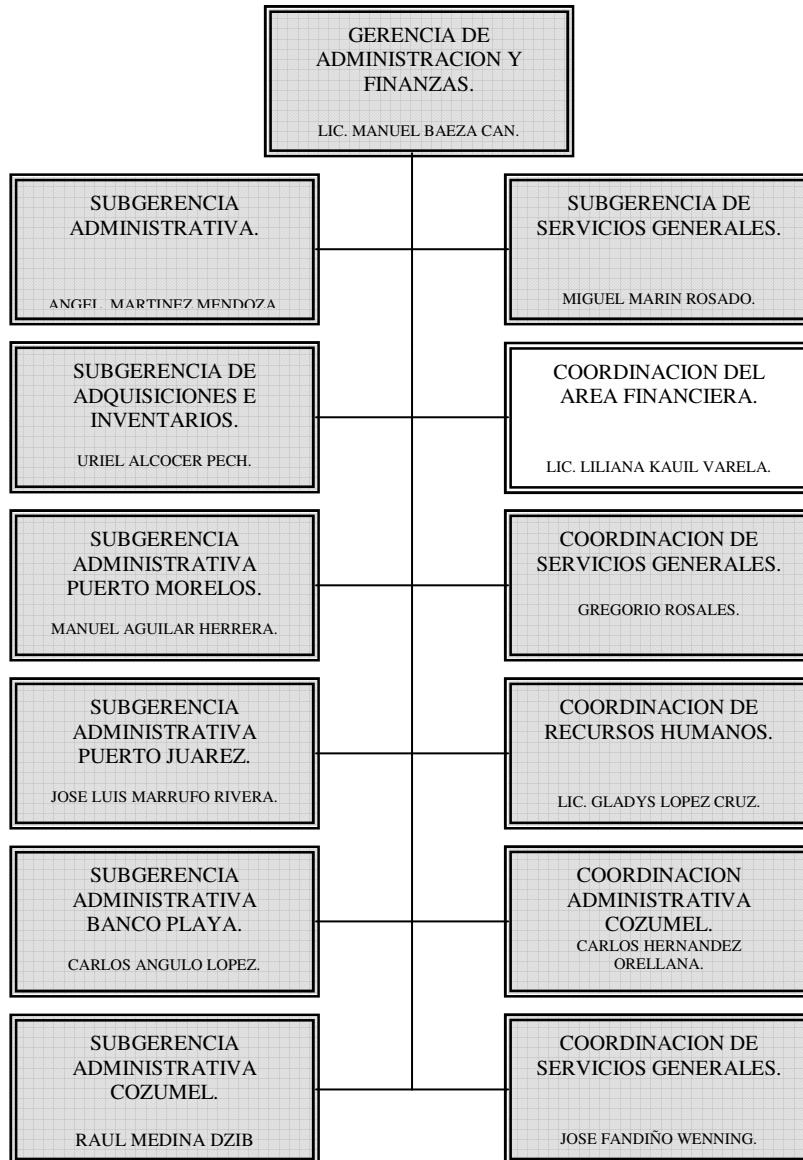 GERENCIA DE
ADMINISTRACION Y
FINANZAS.
LIC. MANUEL BAEZA CAN.
SUBGERENCIA
ADMINISTRATIVA.
ANGEL MARTINEZ MENDOZA
SUBGERENCIA DE
SERVICIOS GENERALES.
MIGUEL MARIN ROSADO.
SUBGERENCIA DE
ADQUISICIONES E
INVENTARIOS.
URIEL ALCOCER PECH.
COORDINACION DEL
AREA FINANCIERA.
LIC. LILIANA KAUIL VARELA.
SUBGERENCIA
ADMINISTRATIVA
PUERTO MORELOS.
MANUEL AGUILAR HERRERA.
COORDINACION DE
SERVICIOS GENERALES.
GREGORIO ROSALES.
SUBGERENCIA
ADMINISTRATIVA
PUERTO JUAREZ.
JOSE LUIS MARRUFO RIVERA.
COORDINACION DE
RECURSOS HUMANOS.
LIC. GLADYS LOPEZ CRUZ.
SUBGERENCIA
ADMINISTRATIVA
BANCO PLAYA.
CARLOS ANGULO LOPEZ.
COORDINACION
ADMINISTRATIVA
COZUMEL.
CARLOS HERNANDEZ
ORELLANA.
SUBGERENCIA
ADMINISTRATIVA
COZUMEL.
RAUL MEDINA DZIB
COORDINACION DE
SERVICIOS GENERALES.
JOSE FANDIÑO WENNING.